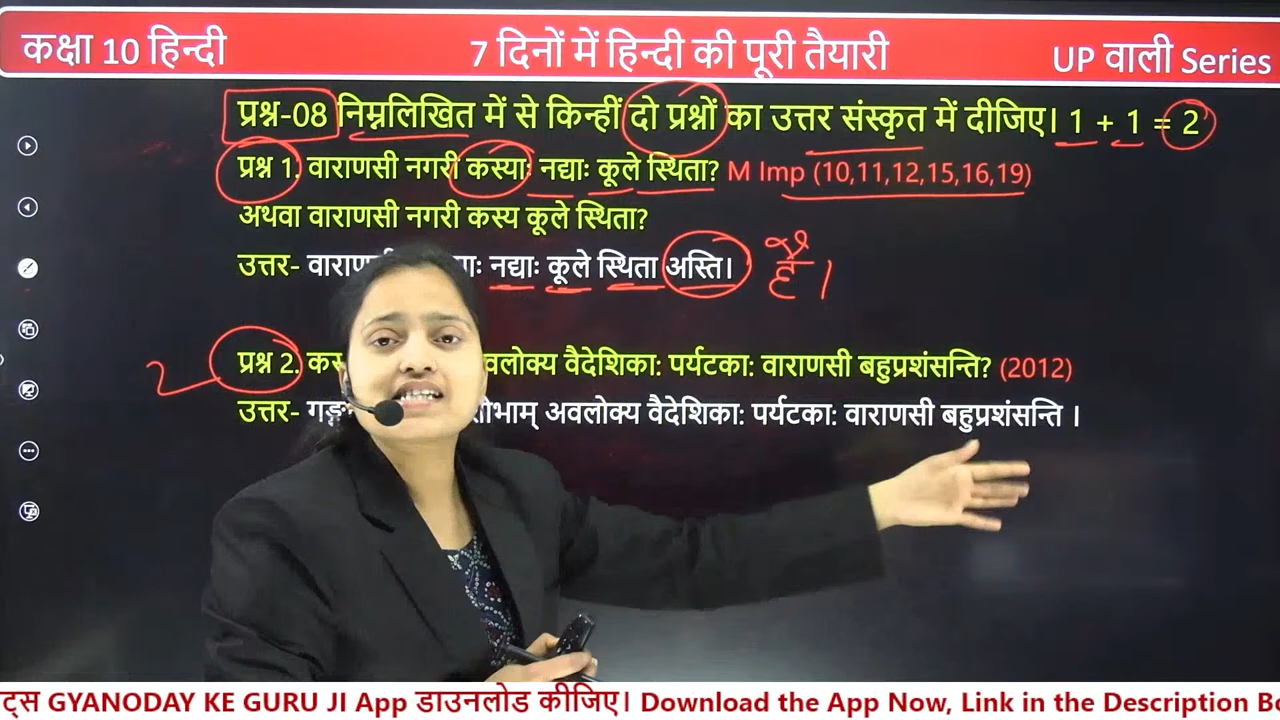 कक्षा 10 हिन्दी 7 दिनों में हिन्दी की पूरी तैयारी UP वाली Series
प्रश्न-08 निम्नलिखित में से किन्हीं दो प्रश्नों का उत्तर संस्कृत में दीजिए। 1 + 1 = 2
प्रश्न 1. वाराणसी नगरी कस्याः नद्याः कूले स्थिता? M Imp (10,11,12,15,16,19)
अथवा वाराणसी नगरी कस्य कूले स्थिता?
उत्तर- नद्याः कूले स्थिता अस्ति। है।
प्रश्न 2. वैदेशिका: पर्यटका: वाराणसी बहुप्रशंसन्ति? (2012)
उत्तर- अवलोक्य वैदेशिका: पर्यटका: वाराणसी बहुप्रशंसन्ति ।
GYANODAY KE GURU JI App डाउनलोड कीजिए। Download the App Now, Link in the Description